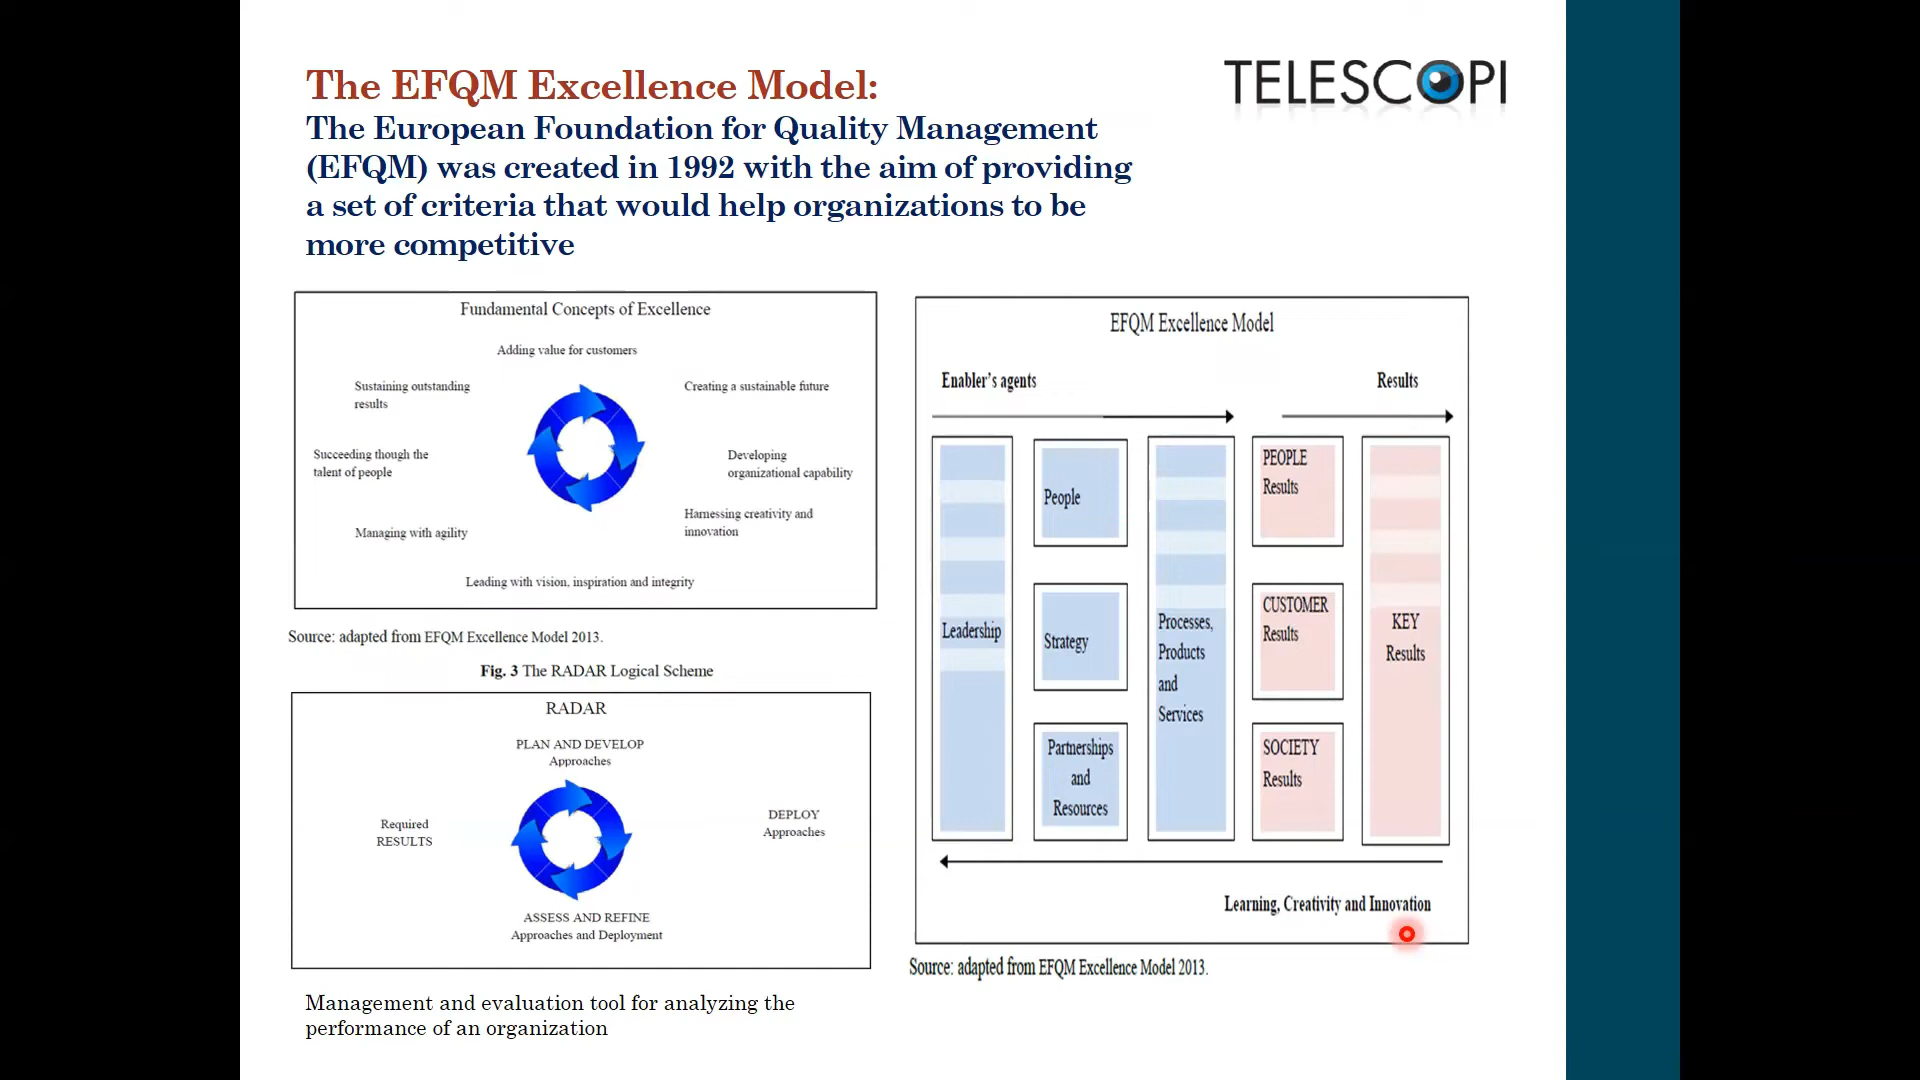 The EFQM Excellence Model:
The European Foundation for Quality Management
(EFQM) was created in 1992 with the aim of providing
a set of criteria that would help organizations to be
more competitive
TELESCOPI
Fundamental Concepts of Excellence
Adding value for customers
Sustaining outstanding
results
Creating a sustainable future
Succeeding though the
talent of people
Developing
organizational capability
Managing with agility
Harnessing creativity and
innovation
Leading with vision, inspiration and integrity
Source: adapted from EFQM Excellence Model 2013.
Fig. 3 The RADAR Logical Scheme
RADAR
PLAN AND DEVELOP
Approaches
Required
RESULTS
DEPLOY
Approaches
ASSESS AND REFINE
Approaches and Deployment
Management and evaluation tool for analyzing the
performance of an organization
EFQM Excellence Model
Enabler's agents
Results
Leadership
People
Strategy
Partnerships
and
Resources
Processes,
Products
and
Services
PEOPLE
Results
CUSTOMER
Results
SOCIETY
Results
KEY
Results
Learning, Creativity and Innovation
Source: adapted from EFQM Excellence Model 2013.